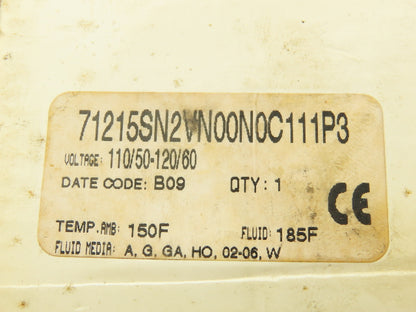 71215SN2VN00N0C111P3
VOLTAGE: 110/50-120/60
DATE CODE: B09 QTY: 1
CE
TEMP. AMB: 150F FLUID: 185F
FLUID MEDIA: A, G, GA, HO, 02-06, W